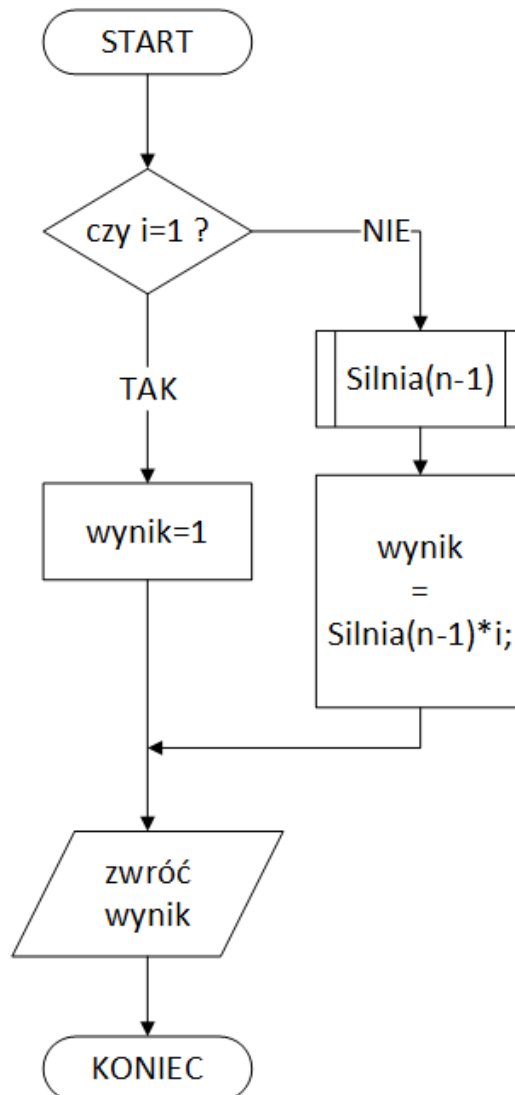 START
czy i=1 ?
NIE
TAK
Silnia(n-1)
wynik=1
wynik
=
Silnia(n-1)*i;
zwróć
wynik
KONIEC